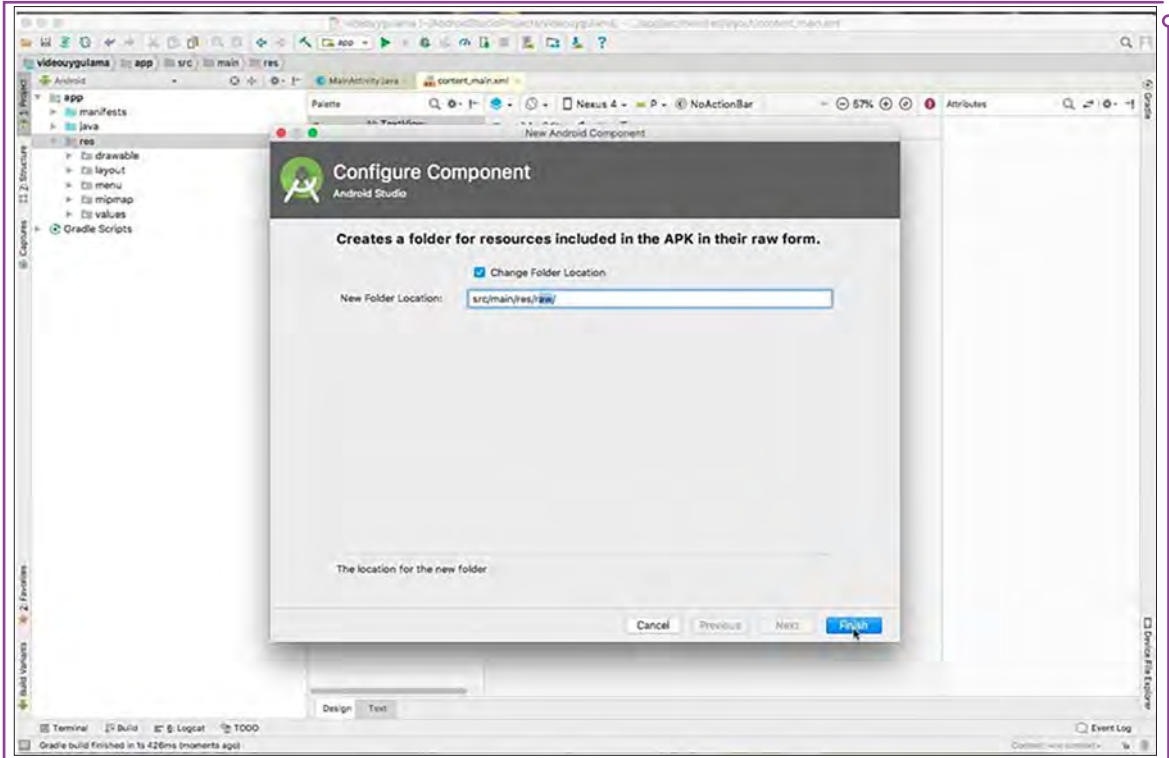 videouygulama app src main res
app
Android
MainActivity.java content_main.xml
1: Project
app
manifests
java
res
drawable
layout
menu
mipmap
values
Gradle Scripts
2: Structure
Captures
2: Favorites
Build Variants
Palette
Nexus 4 P NoActionBar 57%
Attributes
Gradle
Device File Explorer
Ab TextView
New Android Component
Configure Component
Android Studio
Creates a folder for resources included in the APK in their raw form.
Change Folder Location
New Folder Location: src/main/res/raw/
The location for the new folder
Cancel Previous Next Finish
Design Text
Terminal Build 6: Logcat TODO Event Log
Gradle build finished in 1s 426ms (moments ago)